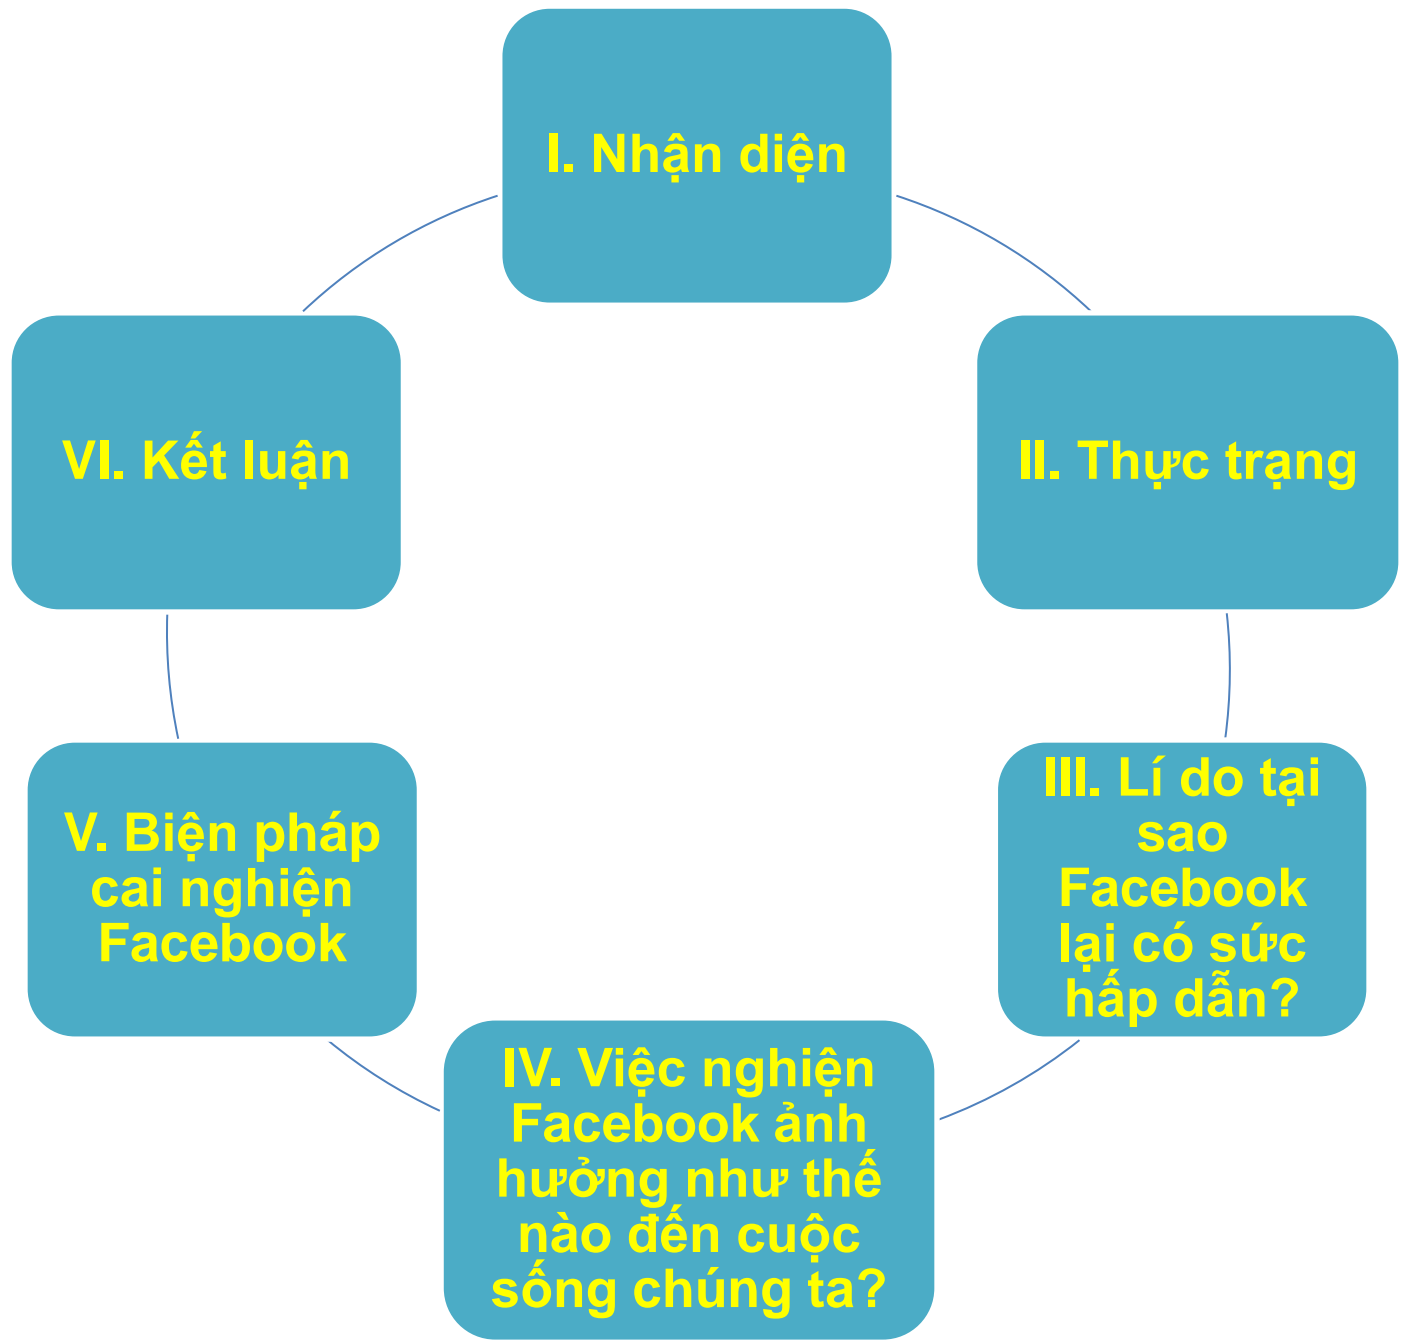 I. Nhận diện
II. Thực trạng
III. Lí do tại
sao
Facebook
lại có sức
hấp dẫn?
IV. Việc nghiện
Facebook ảnh
hưởng như thế
nào đến cuộc
sống chúng ta?
V. Biện pháp
cai nghiện
Facebook
VI. Kết luận